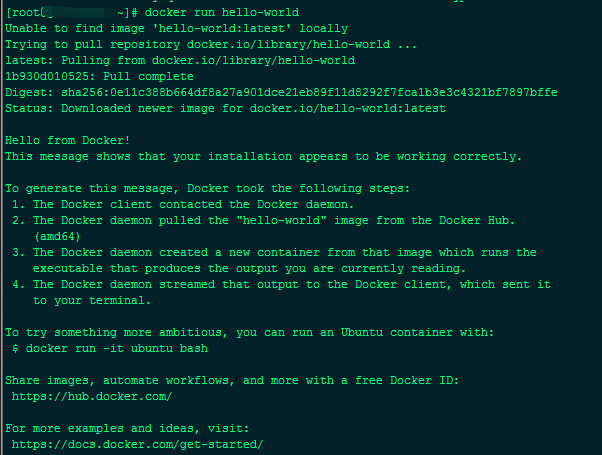 [root@ ~]# docker run hello-world
Unable to find image 'hello-world:latest' locally
Trying to pull repository docker.io/library/hello-world ...
latest: Pulling from docker.io/library/hello-world
1b930d010525: Pull complete
Digest: sha256:0e11c388b664df8a27a901dce21eb89f11d8292f7fca1b3e3c4321bf7897bffe
Status: Downloaded newer image for docker.io/hello-world:latest

Hello from Docker!
This message shows that your installation appears to be working correctly.

To generate this message, Docker took the following steps:
 1. The Docker client contacted the Docker daemon.
 2. The Docker daemon pulled the "hello-world" image from the Docker Hub.
    (amd64)
 3. The Docker daemon created a new container from that image which runs the
    executable that produces the output you are currently reading.
 4. The Docker daemon streamed that output to the Docker client, which sent it
    to your terminal.

To try something more ambitious, you can run an Ubuntu container with:
 $ docker run -it ubuntu bash

Share images, automate workflows, and more with a free Docker ID:
 https://hub.docker.com/

For more examples and ideas, visit:
 https://docs.docker.com/get-started/